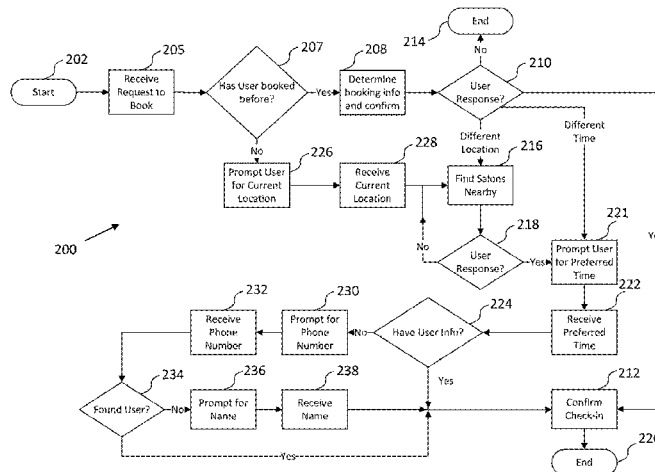 202
Start
205
Receive
Request to
Book
207
Has User booked
before?
Yes
208
Determine
booking info
and confirm
End
214
No
210
User
Response?
Different
Location
Different
Time
No
226
Prompt User
for Current
Location
228
Receive
Current
Location
216
Find Salons
Nearby
200
No
218
User
Response?
Yes
221
Prompt User
for Preferred
Time
222
Receive
Preferred
Time
224
Have User Info?
No
Yes
230
Prompt for
Phone
Number
232
Receive
Phone
Number
234
Found User?
No
236
Prompt for
Name
238
Receive
Name
Yes
212
Confirm
Check-in
End